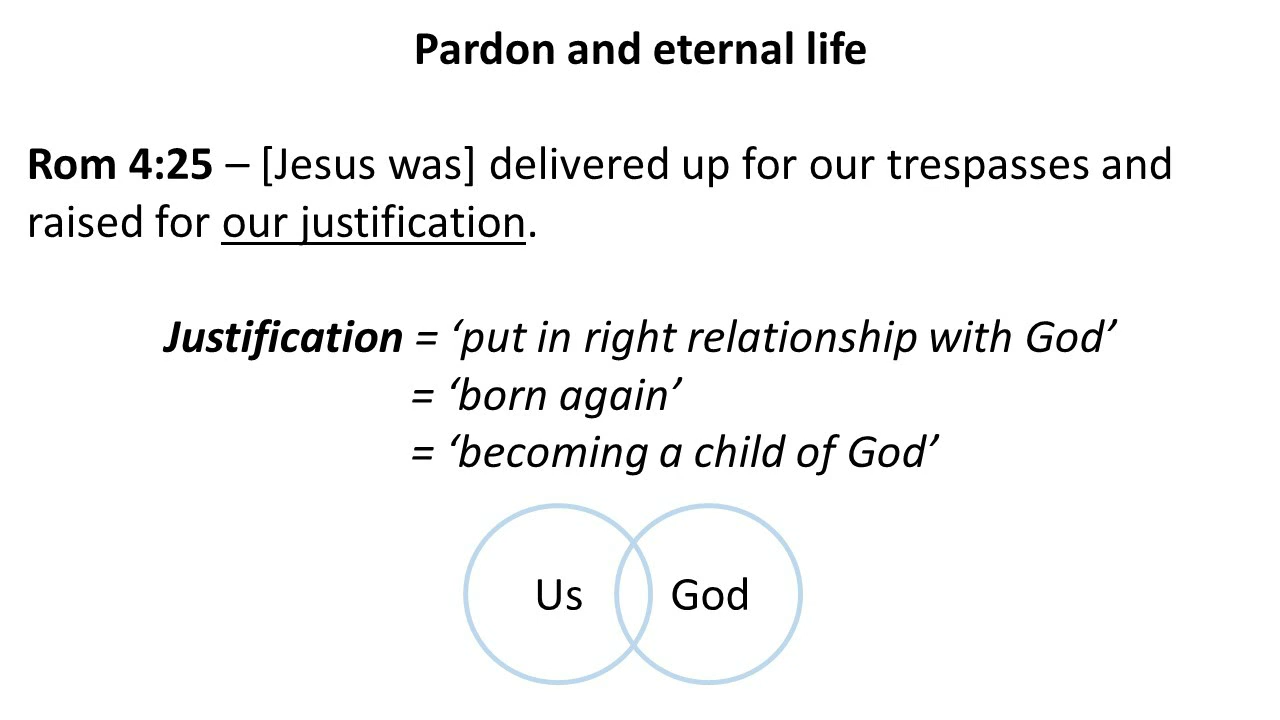 Pardon and eternal life
Rom 4:25 – [Jesus was] delivered up for our trespasses and
raised for our justification.
Justification = ‘put in right relationship with God’
= ‘born again’
= ‘becoming a child of God’
Us God